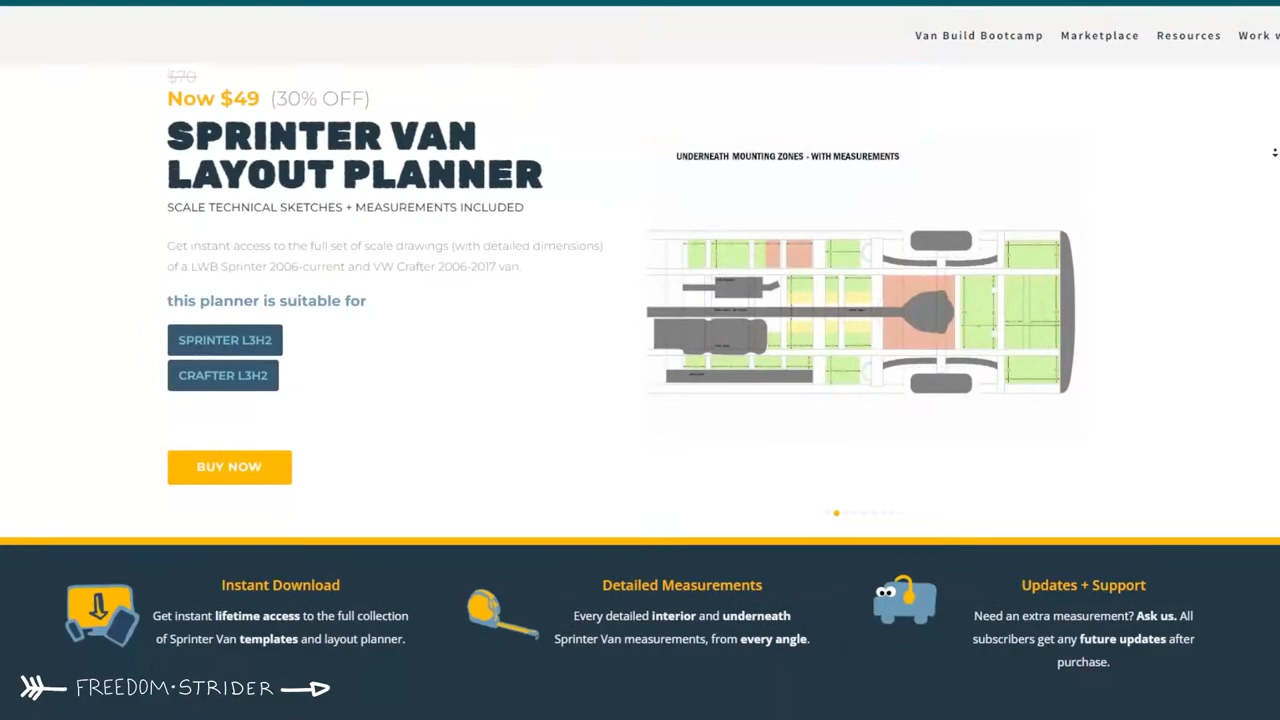 Van Build Bootcamp Marketplace Resources Work w
$70
Now $49 (30% OFF)
SPRINTER VAN
LAYOUT PLANNER
SCALE TECHNICAL SKETCHES + MEASUREMENTS INCLUDED
Get instant access to the full set of scale drawings (with detailed dimensions)
of a LWB Sprinter 2006-current and VW Crafter 2006-2017 van.
this planner is suitable for
SPRINTER L3H2
CRAFTER L3H2
BUY NOW
UNDERNEATH MOUNTING ZONES - WITH MEASUREMENTS
Instant Download
Get instant lifetime access to the full collection
of Sprinter Van templates and layout planner.
Detailed Measurements
Every detailed interior and underneath
Sprinter Van measurements, from every angle.
Updates + Support
Need an extra measurement? Ask us. All
subscribers get any future updates after
purchase.
FREEDOM·STRIDER